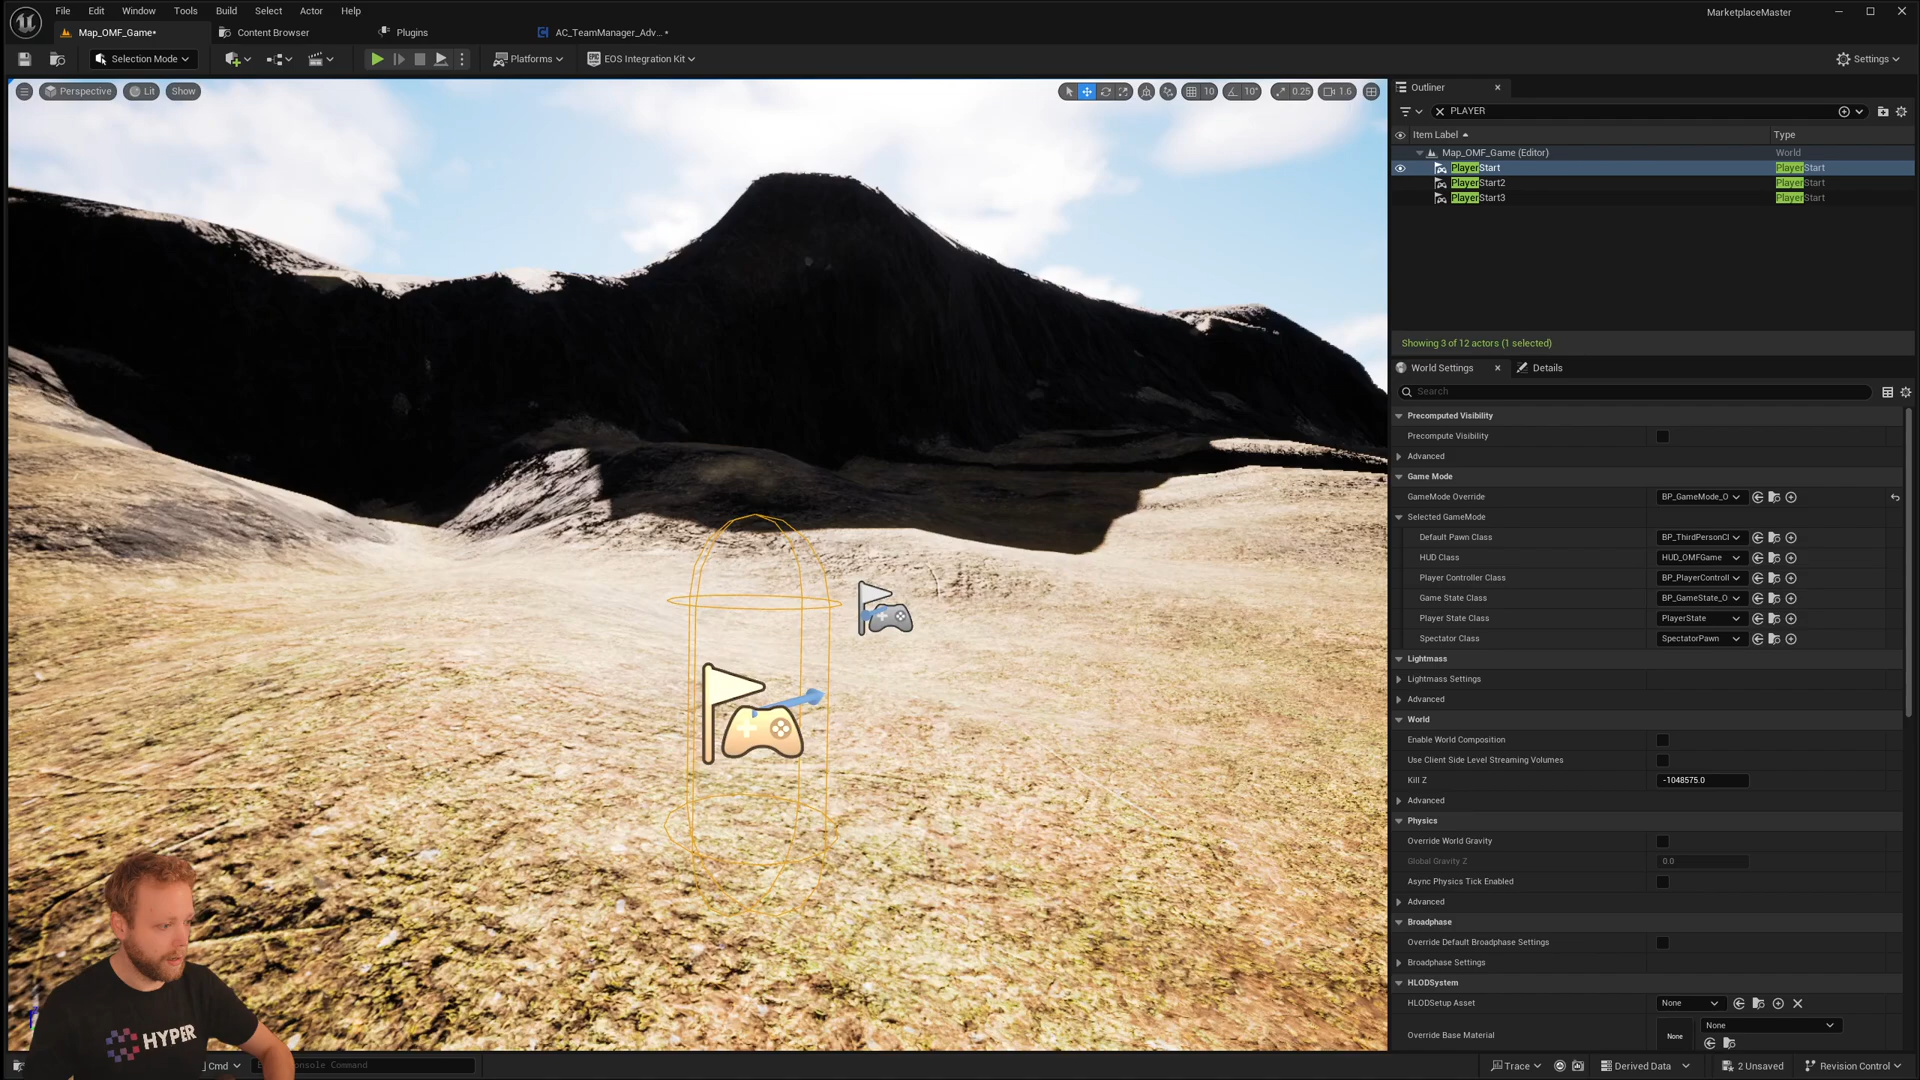 File Edit Window Tools Build Select Actor Help
MarketplaceMaster
Map_OMF_Game•
Content Browser
Plugins
AC_TeamManager_Adv... •
Selection Mode
Platforms
EOS Integration Kit
Settings
Perspective
Lit
Show
10
10°
0.25
1.6
Outliner
PLAYER
Item Label
Type
Map_OMF_Game (Editor)
World
PlayerStart
PlayerStart
PlayerStart2
PlayerStart
PlayerStart3
PlayerStart
Showing 3 of 12 actors (1 selected)
World Settings
Details
Search
Precomputed Visibility
Precompute Visibility
Advanced
Game Mode
GameMode Override
BP_GameMode_O
Selected GameMode
Default Pawn Class
BP_ThirdPersonCl
HUD Class
HUD_OMFGame
Player Controller Class
BP_PlayerControll
Game State Class
BP_GameState_O
Player State Class
PlayerState
Spectator Class
SpectatorPawn
Lightmass
Lightmass Settings
Advanced
World
Enable World Composition
Use Client Side Level Streaming Volumes
Kill Z
-1048575.0
Advanced
Physics
Override World Gravity
Global Gravity Z
0.0
Async Physics Tick Enabled
Advanced
Broadphase
Override Default Broadphase Settings
Broadphase Settings
HLODSystem
HLODSetup Asset
None
Override Base Material
None
None
HYPER
Cmd
onsole Command
Trace
Derived Data
2 Unsaved
Revision Control